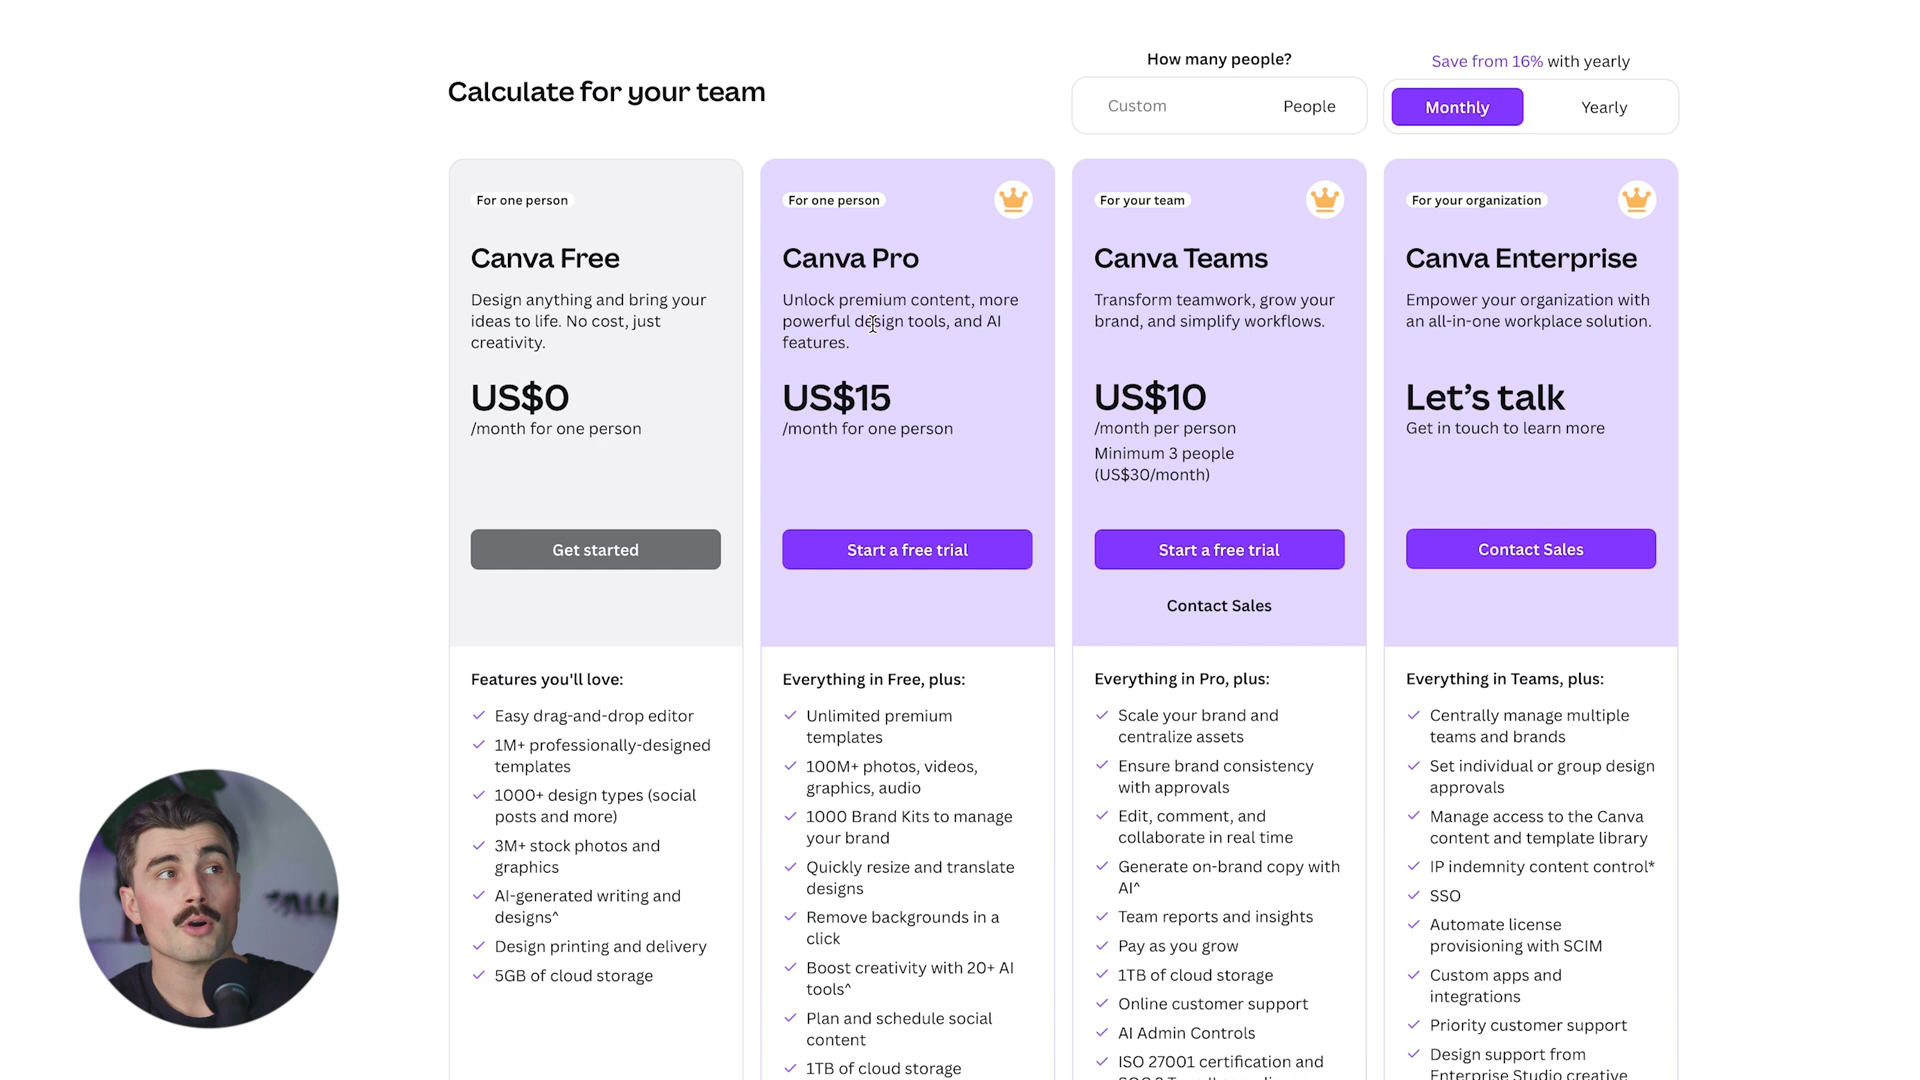 Calculate for your team
How many people?
Custom
People
Save from 16% with yearly
Monthly
Yearly
For one person
Canva Free
Design anything and bring your
ideas to life. No cost, just
creativity.
US$0
/month for one person
Get started
Features you'll love:
Easy drag-and-drop editor
1M+ professionally-designed
templates
1000+ design types (social
posts and more)
3M+ stock photos and
graphics
AI-generated writing and
designs^
Design printing and delivery
5GB of cloud storage
For one person
Canva Pro
Unlock premium content, more
powerful design tools, and AI
features.
US$15
/month for one person
Start a free trial
Everything in Free, plus:
Unlimited premium
templates
100M+ photos, videos,
graphics, audio
1000 Brand Kits to manage
your brand
Quickly resize and translate
designs
Remove backgrounds in a
click
Boost creativity with 20+ AI
tools^
Plan and schedule social
content
1TB of cloud storage
For your team
Canva Teams
Transform teamwork, grow your
brand, and simplify workflows.
US$10
/month per person
Minimum 3 people
(US$30/month)
Start a free trial
Contact Sales
Everything in Pro, plus:
Scale your brand and
centralize assets
Ensure brand consistency
with approvals
Edit, comment, and
collaborate in real time
Generate on-brand copy with
AI^
Team reports and insights
Pay as you grow
1TB of cloud storage
Online customer support
AI Admin Controls
ISO 27001 certification and
For your organization
Canva Enterprise
Empower your organization with
an all-in-one workplace solution.
Let's talk
Get in touch to learn more
Contact Sales
Everything in Teams, plus:
Centrally manage multiple
teams and brands
Set individual or group design
approvals
Manage access to the Canva
content and template library
IP indemnity content control*
SSO
Automate license
provisioning with SCIM
Custom apps and
integrations
Priority customer support
Design support from
Enterprise Studio creative